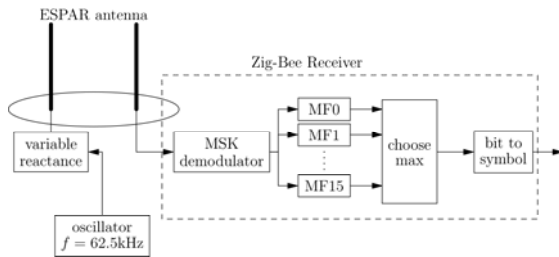 ESPAR antenna
Zig-Bee Receiver
variable
reactance
oscillator
f = 62.5kHz
MSK
demodulator
MF0
MF1
⋮
MF15
choose
max
bit to
symbol